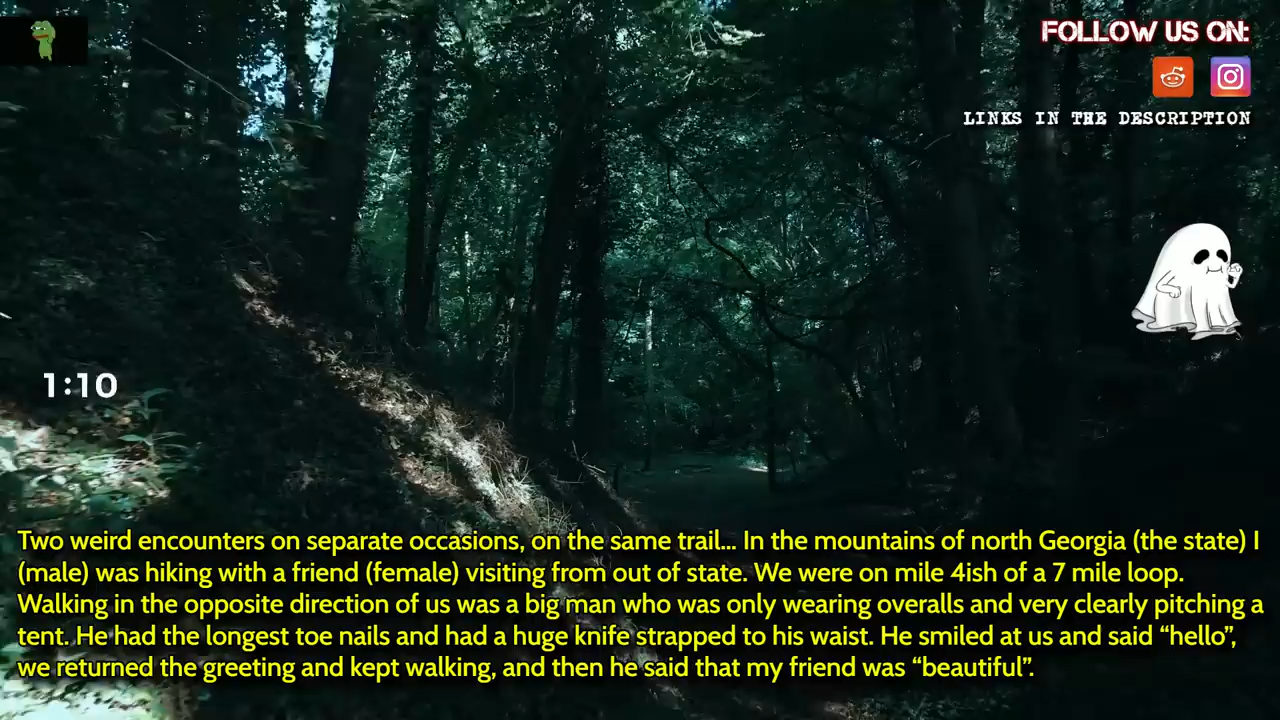 FOLLOW US ON:
LINKS IN THE DESCRIPTION
1:10
Two weird encounters on separate occasions, on the same trail... In the mountains of north Georgia (the state) I
(male) was hiking with a friend (female) visiting from out of state. We were on mile 4ish of a 7 mile loop.
Walking in the opposite direction of us was a big man who was only wearing overalls and very clearly pitching a
tent. He had the longest toe nails and had a huge knife strapped to his waist. He smiled at us and said “hello”,
we returned the greeting and kept walking, and then he said that my friend was “beautiful”.